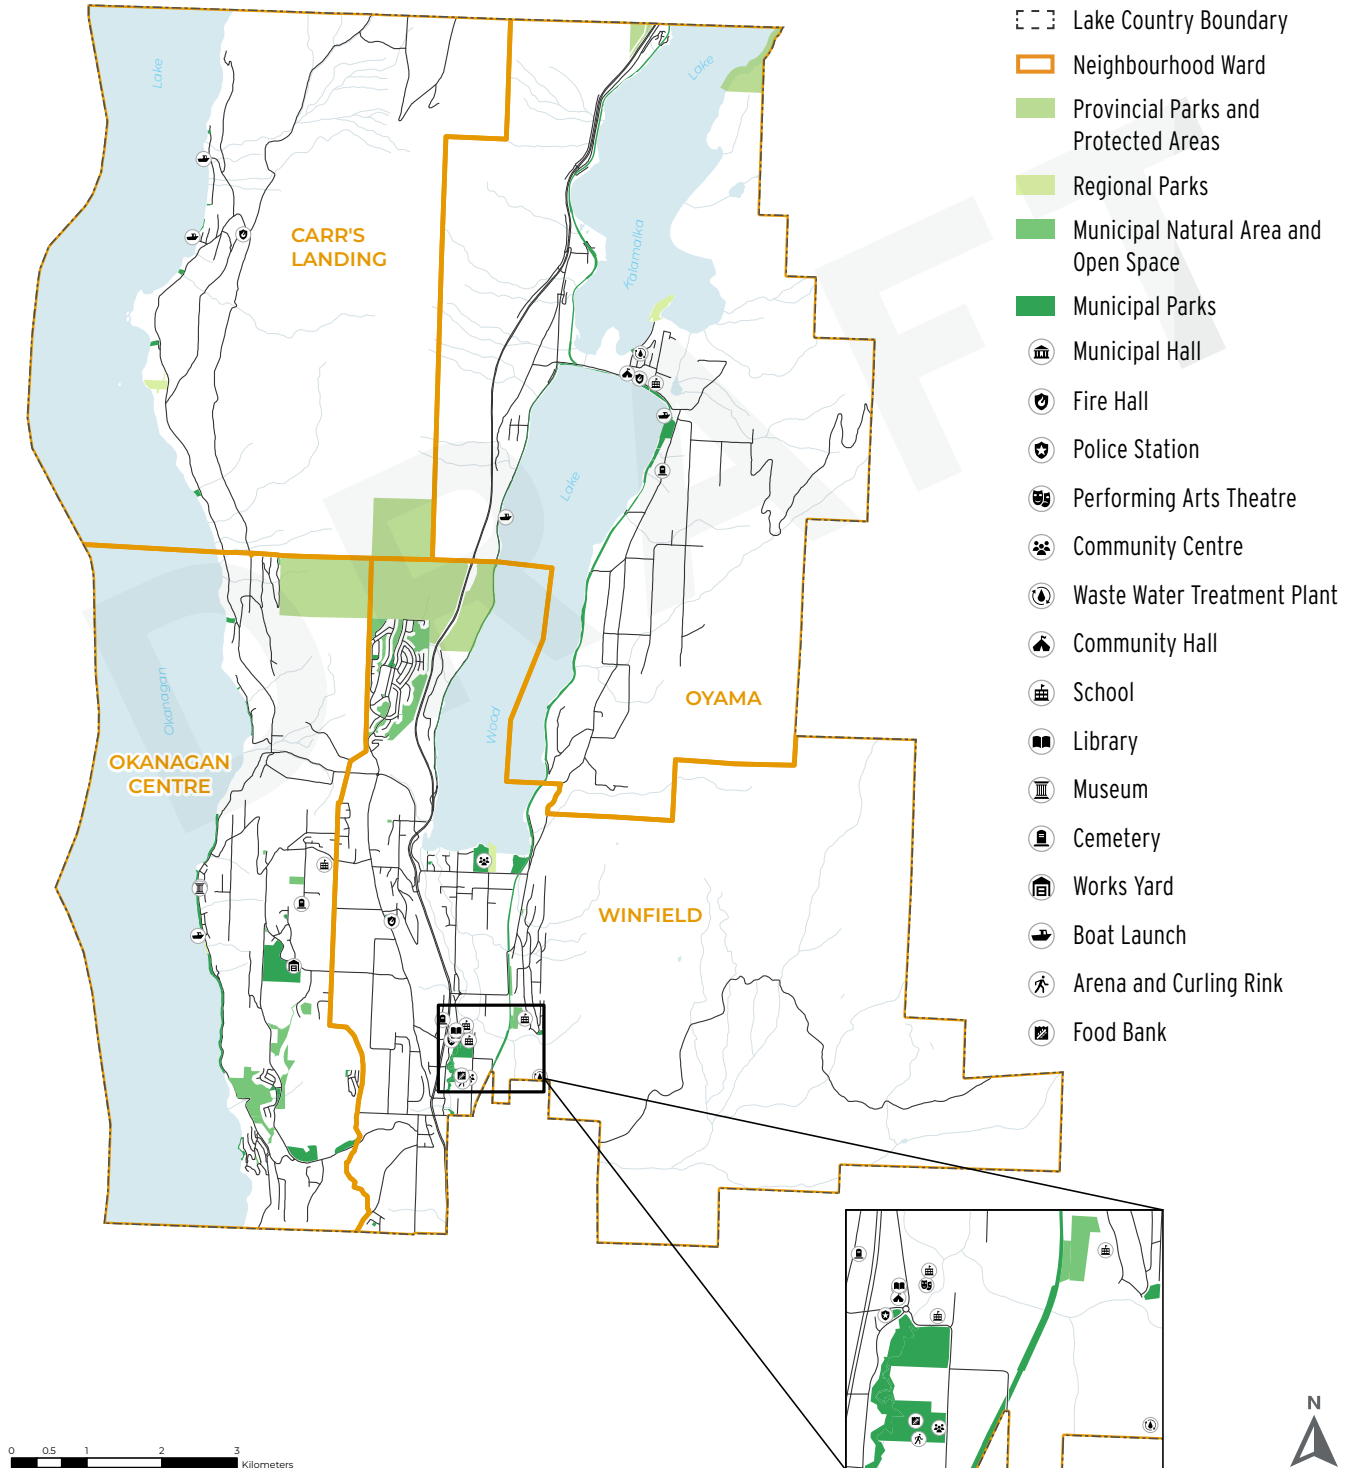 Lake Country Boundary
Neighbourhood Ward
Provincial Parks and
Protected Areas
Regional Parks
Municipal Natural Area and
Open Space
Municipal Parks
Municipal Hall
Fire Hall
Police Station
Performing Arts Theatre
Community Centre
Waste Water Treatment Plant
Community Hall
School
Library
Museum
Cemetery
Works Yard
Boat Launch
Arena and Curling Rink
Food Bank
Lake
Lake
Kalamalka
CARR'S
LANDING
Lake
Okanagan
Wood
OYAMA
OKANAGAN
CENTRE
WINFIELD
DRAFT
N
0 0.5 1 2 3
Kilometers